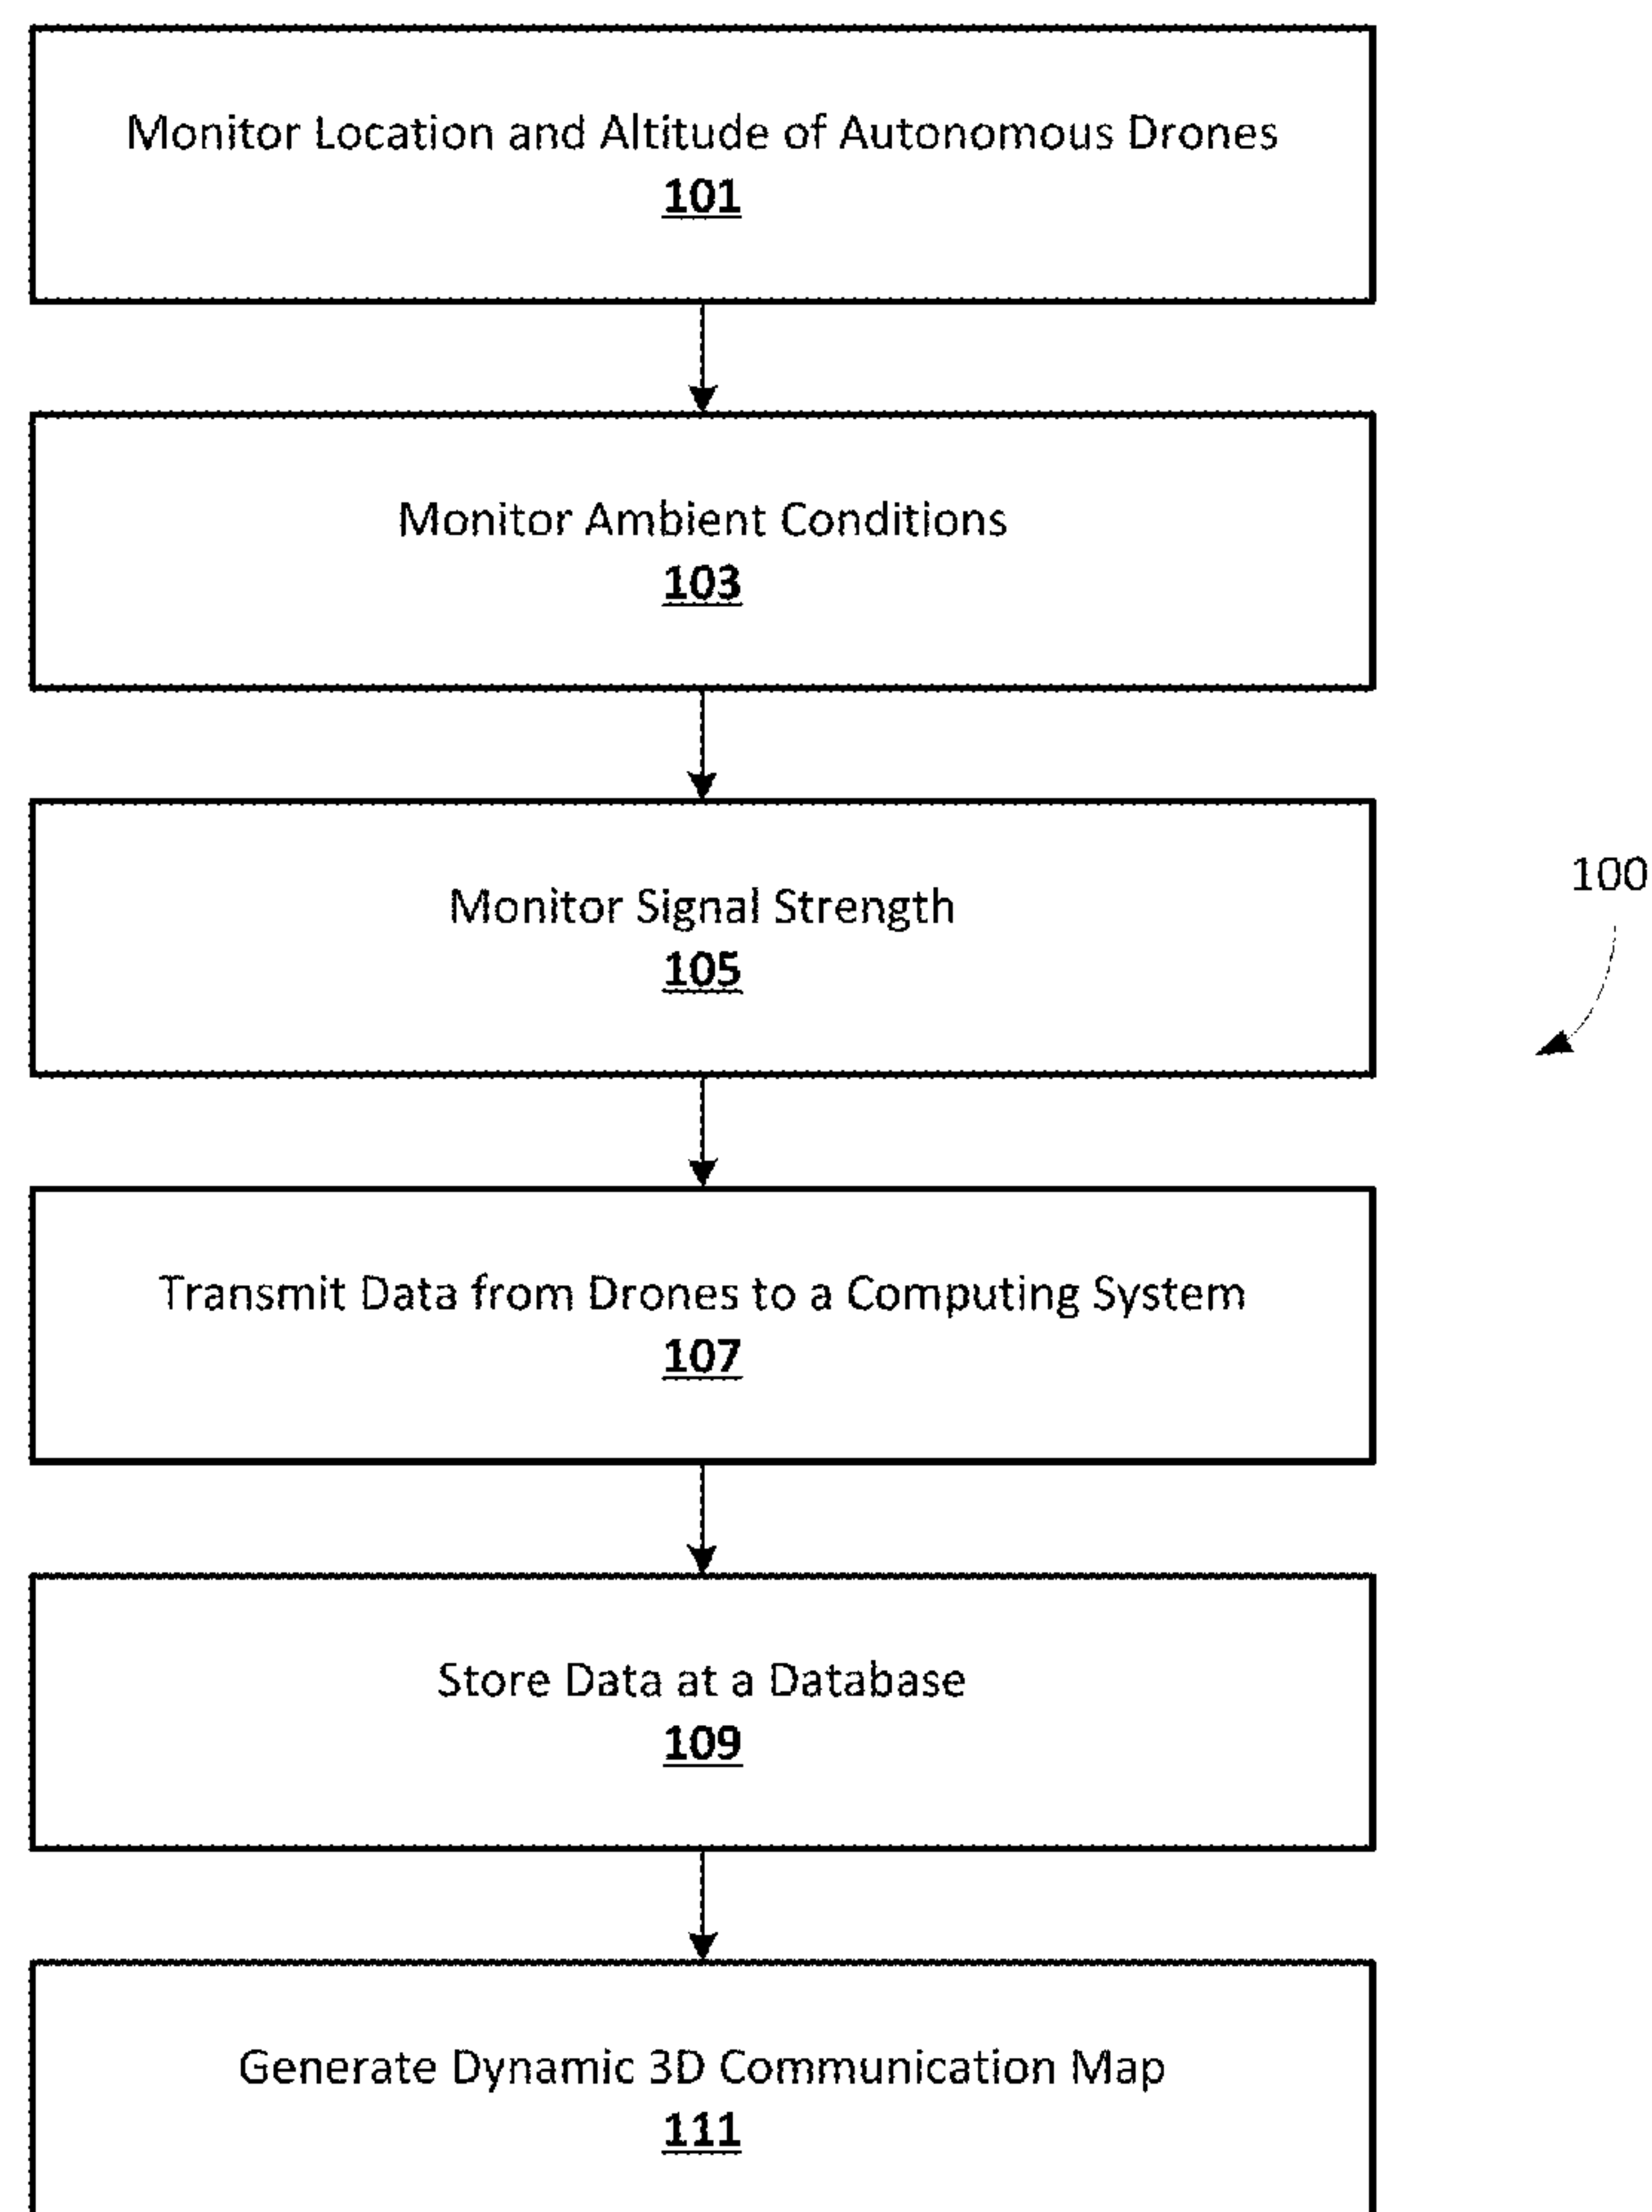 Monitor Location and Altitude of Autonomous Drones
101
Monitor Ambient Conditions
103
Monitor Signal Strength
105
100
Transmit Data from Drones to a Computing System
107
Store Data at a Database
109
Generate Dynamic 3D Communication Map
111